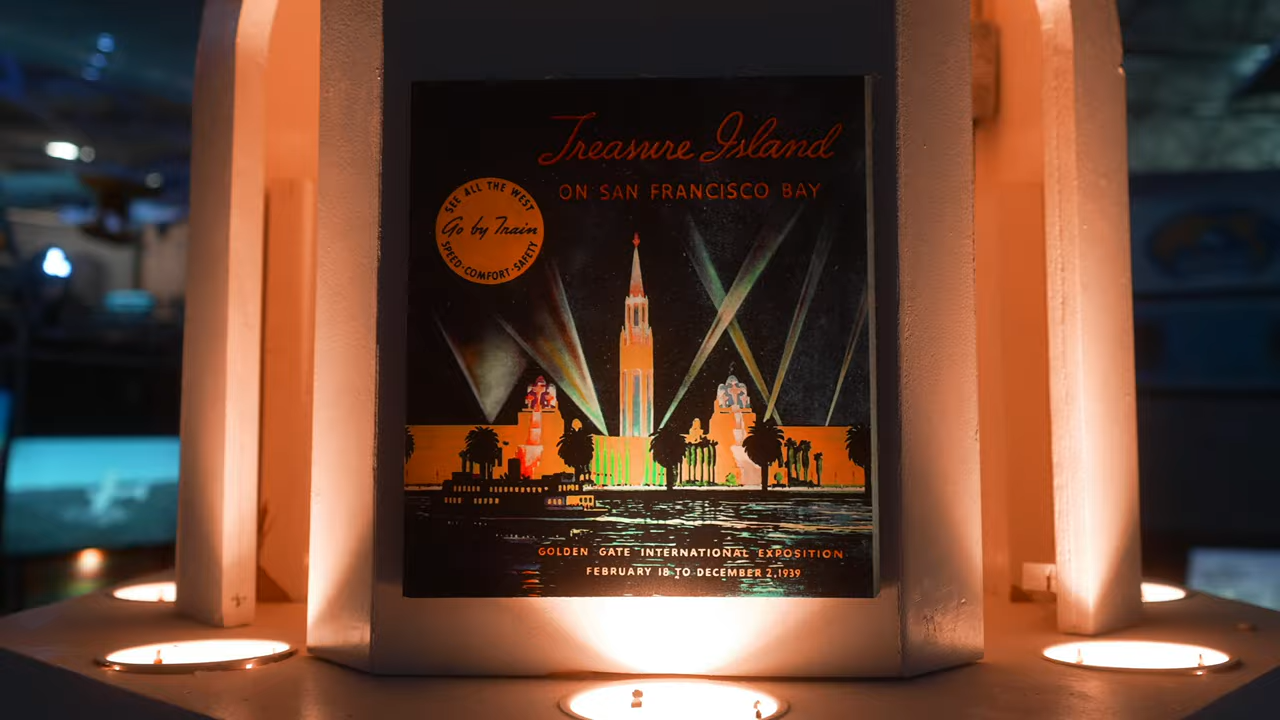 Treasure Island
ON SAN FRANCISCO BAY
SEE ALL THE WEST
Go by Train
SPEED · COMFORT · SAFETY
GOLDEN GATE INTERNATIONAL EXPOSITION
FEBRUARY 18 TO DECEMBER 2, 1939